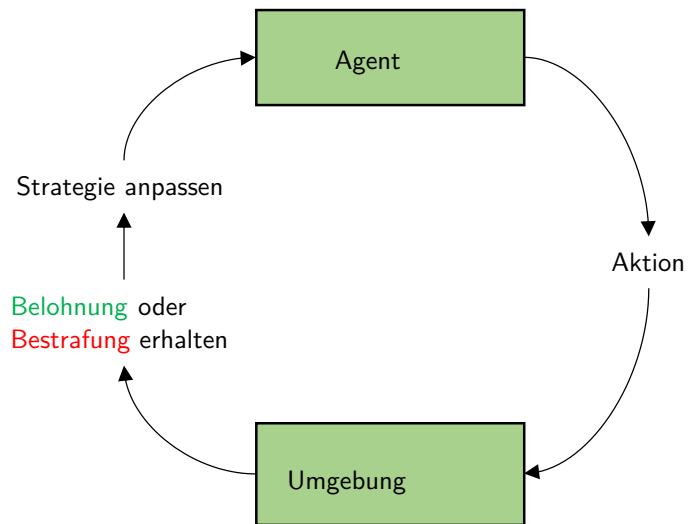 Agent
Strategie anpassen
Aktion
Belohnung oder
Bestrafung erhalten
Umgebung